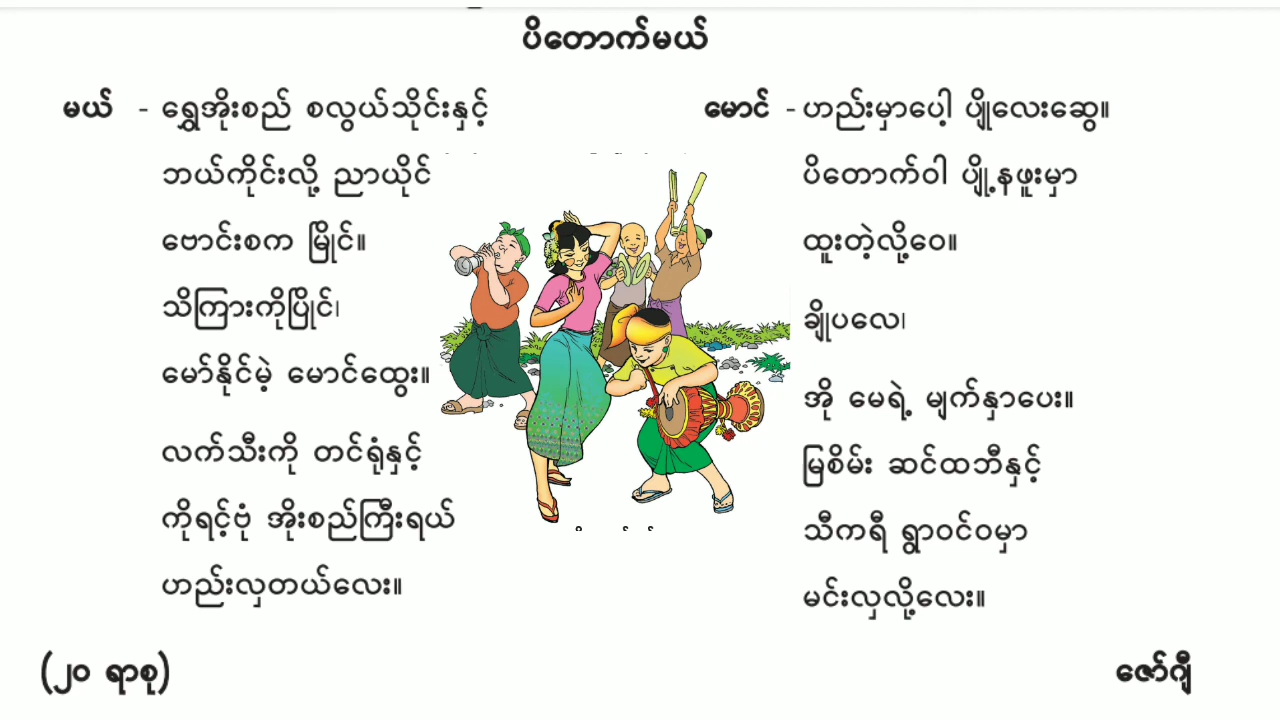 ပိတောက်မယ်
မယ် - ရွှေအိုးစည် စလွယ်သိုင်းနှင့်
ဘယ်ကိုင်းလို့ ညာယိုင်
ဗောင်းစက မြိုင်။
သိကြားကိုပြိုင်၊
မော်နိုင်မဲ့ မောင်ထွေး။
လက်သီးကို တင်ရုံနှင့်
ကိုရင့်ဗုံ အိုးစည်ကြီးရယ်
ဟည်းလှတယ်လေး။
မောင် - ဟည်းမှာပေါ့ ပျိုလေးဆွေ။
ပိတောက်ဝါ ပျို့နဖူးမှာ
ထူးတဲ့လို့ဝေ။
ချိုပလေ၊
အို မေရဲ့ မျက်နှာပေး။
မြစိမ်း ဆင်ထဘီနှင့်
သီကရီ ရွာဝင်ဝမှာ
မင်းလှလို့လေး။
(၂၀ ရာစု)
ဇော်ဂျီ